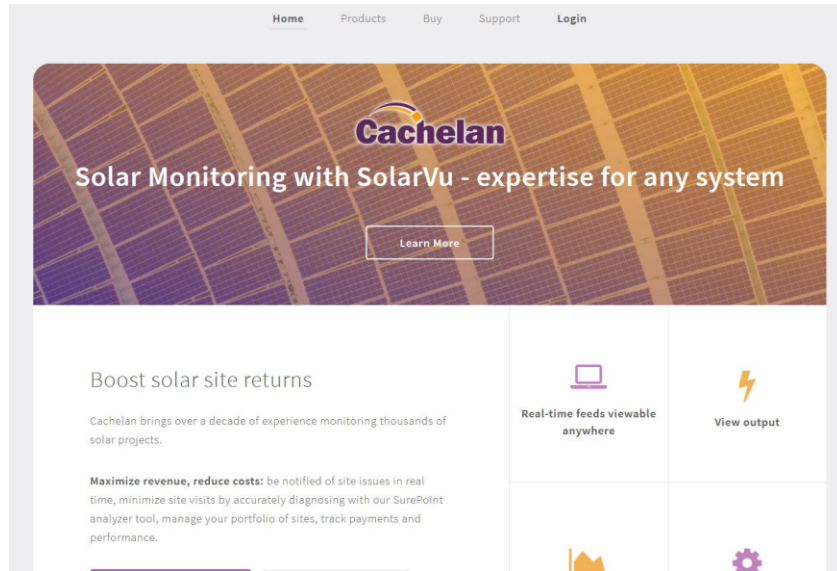 Home Products Buy Support Login
Cachelan
Solar Monitoring with SolarVu - expertise for any system
Learn More
Boost solar site returns
Cachelan brings over a decade of experience monitoring thousands of
solar projects.
Maximize revenue, reduce costs: be notified of site issues in real
time, minimize site visits by accurately diagnosing with our SurePoint
analyzer tool, manage your portfolio of sites, track payments and
performance.
Real-time feeds viewable
anywhere
View output